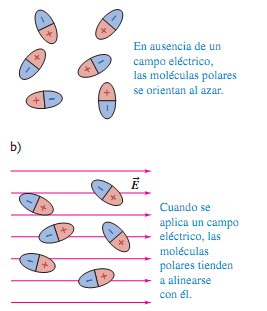 En ausencia de un
campo eléctrico,
las moléculas polares
se orientan al azar.
b)
E
Cuando se
aplica un campo
eléctrico, las
moléculas
polares tienden
a alinearse
con él.